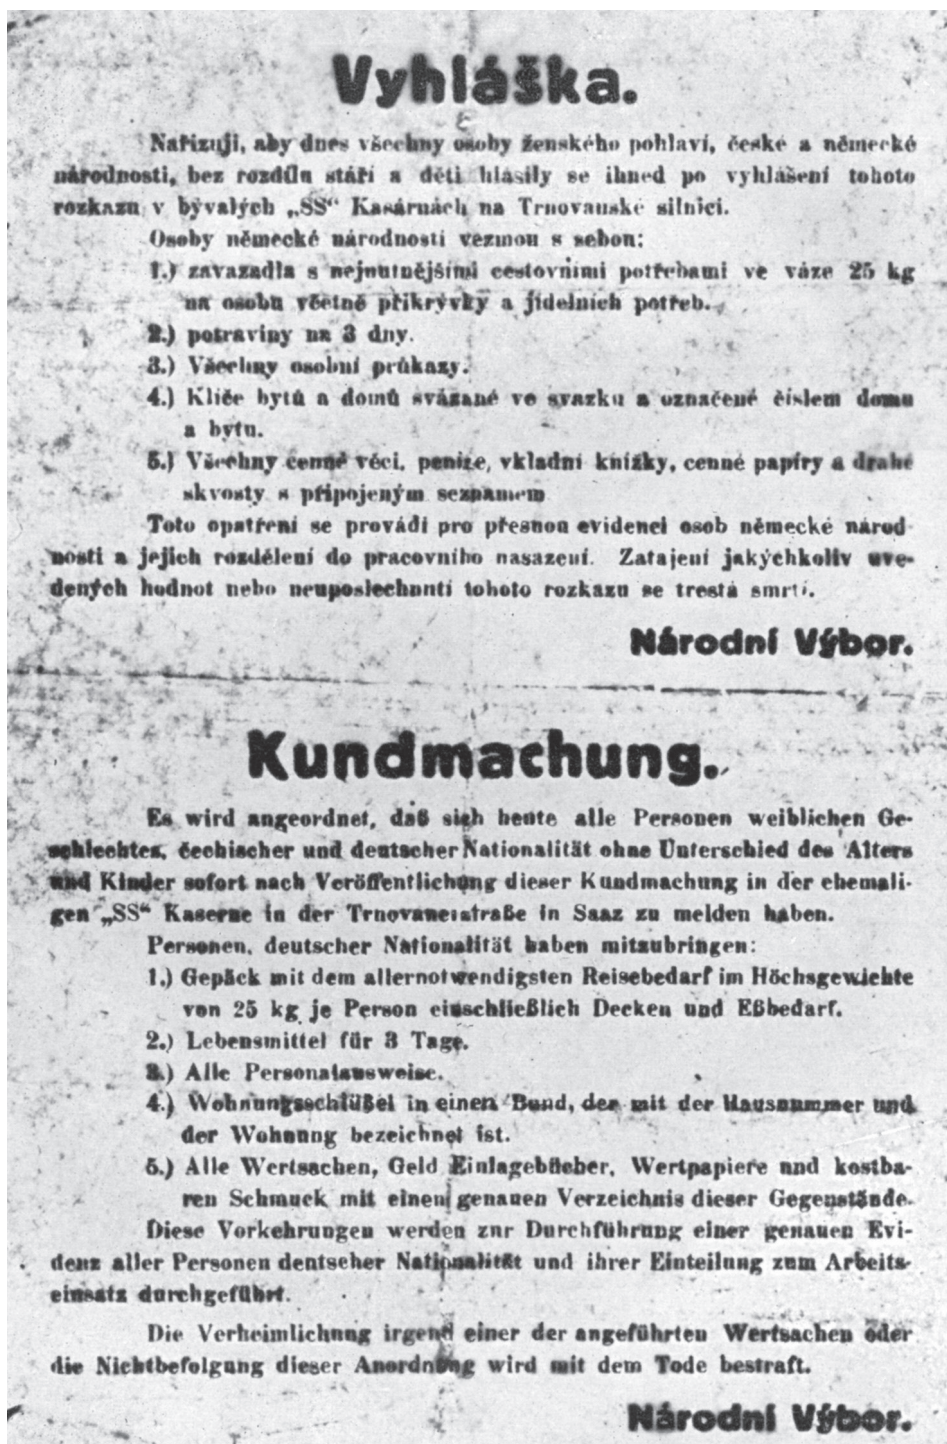 Vyhláška.
Nařizuji, aby dnes všechny osoby ženského pohlaví, české a německé
národnosti, bez rozdílu stáří a děti hlásily se ihned po vyhlášení tohoto
rozkazu v bývalých „SS“ Kasárnách na Trnovanské silnici.
Osoby německé národnosti vezmou s sebou:
1.) zavazadla s nejnutnějšími cestovními potřebami ve váze 25 kg
na osobu včetně přikrývky a jídelních potřeb.
2.) potraviny na 3 dny.
3.) Všechny osobní průkazy.
4.) Klíče bytů a domů svázané ve svazku a označené číslem domu
a bytu.
5.) Všechny cenné věci, peníze, vkladní knížky, cenné papíry a drahé
skvosty s připojeným seznamem
Toto opatření se provádí pro přesnou evidenci osob německé národ-
nosti a jejich rozdělení do pracovního nasazení. Zatajení jakýchkoliv uve-
dených hodnot nebo neuposlechnutí tohoto rozkazu se trestá smrtí.
Národní Výbor.
Kundmachung.
Es wird angeordnet, daß sich heute alle Personen weiblichen Ge-
schlechtes, čechischer und deutscher Nationalität ohne Unterschied des Alters
und Kinder sofort nach Veröffentlichung dieser Kundmachung in der ehemali-
gen „SS“ Kaserne in der Trnovanerstraße in Saaz zu melden haben.
Personen, deutscher Nationalität haben mitzubringen:
1.) Gepäck mit dem allernotwendigsten Reisebedarf im Höchsgewichte
von 25 kg je Person einschließlich Decken und Eßbedarf.
2.) Lebensmittel für 3 Tage.
3.) Alle Personalausweise.
4.) Wohnungsschlüßel in einen Bund, der mit der Hausnummer und
der Wohnung bezeichnet ist.
5.) Alle Wertsachen, Geld Einlagebücher, Wertpapiere und kostba-
ren Schmuck mit einen genauen Verzeichnis dieser Gegenstände.
Diese Vorkehrungen werden zur Durchführung einer genauen Evi-
denz aller Personen deutscher Nationalität und ihrer Einteilung zum Arbeits-
einsatz durchgeführt.
Die Verheimlichung irgend einer der angeführten Wertsachen oder
die Nichtbefolgung dieser Anordnung wird mit dem Tode bestraft.
Národní Výbor.